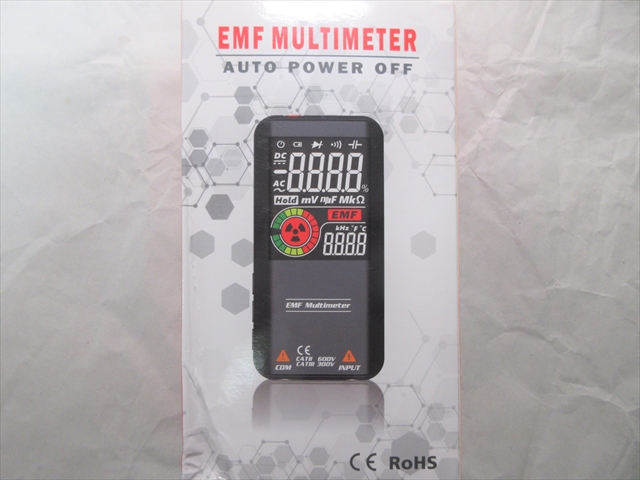 EMF MULTIMETER
AUTO POWER OFF
DC
8.8.8.8
AC
%
Hold mV nμF MkΩ
EMF
kHz °F °C
8.8.8.8
EMF Multimeter
CE
CATII 600V
COM CATIII 300V INPUT
CE RoHS